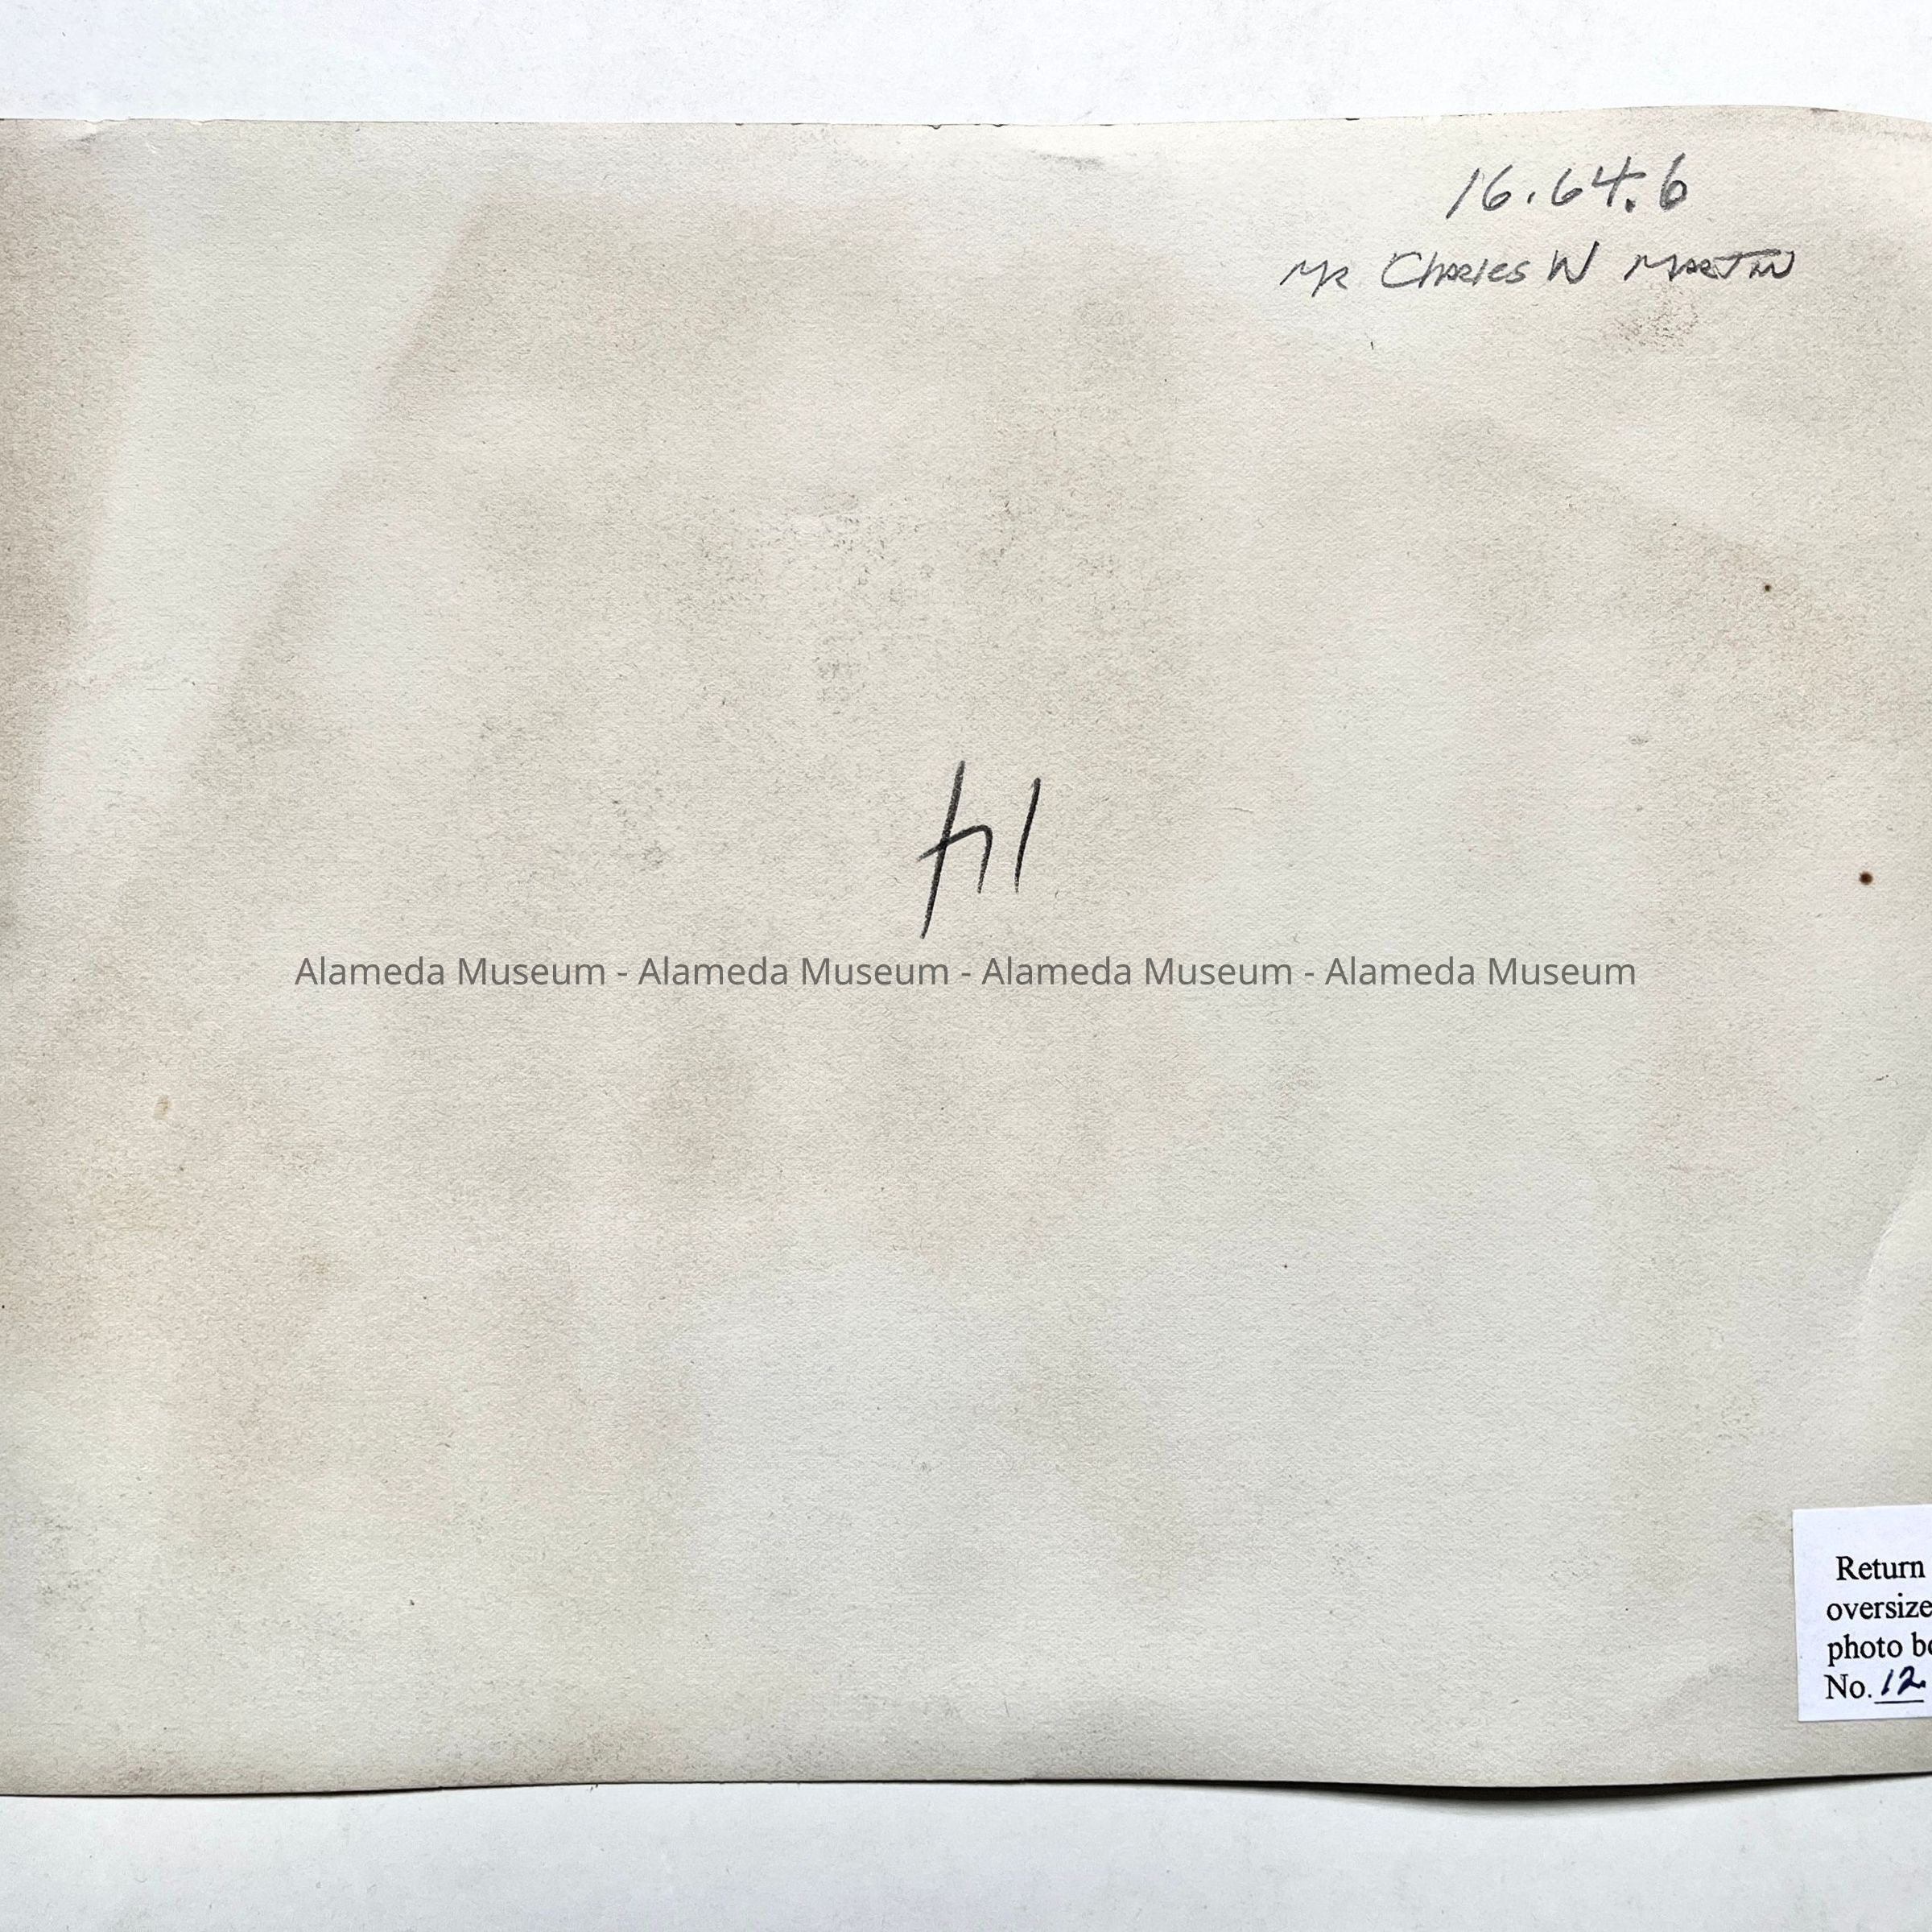 16.64.6
MR Charles W Martin
14
Alameda Museum - Alameda Museum - Alameda Museum - Alameda Museum
Return
oversize
photo
No. 12